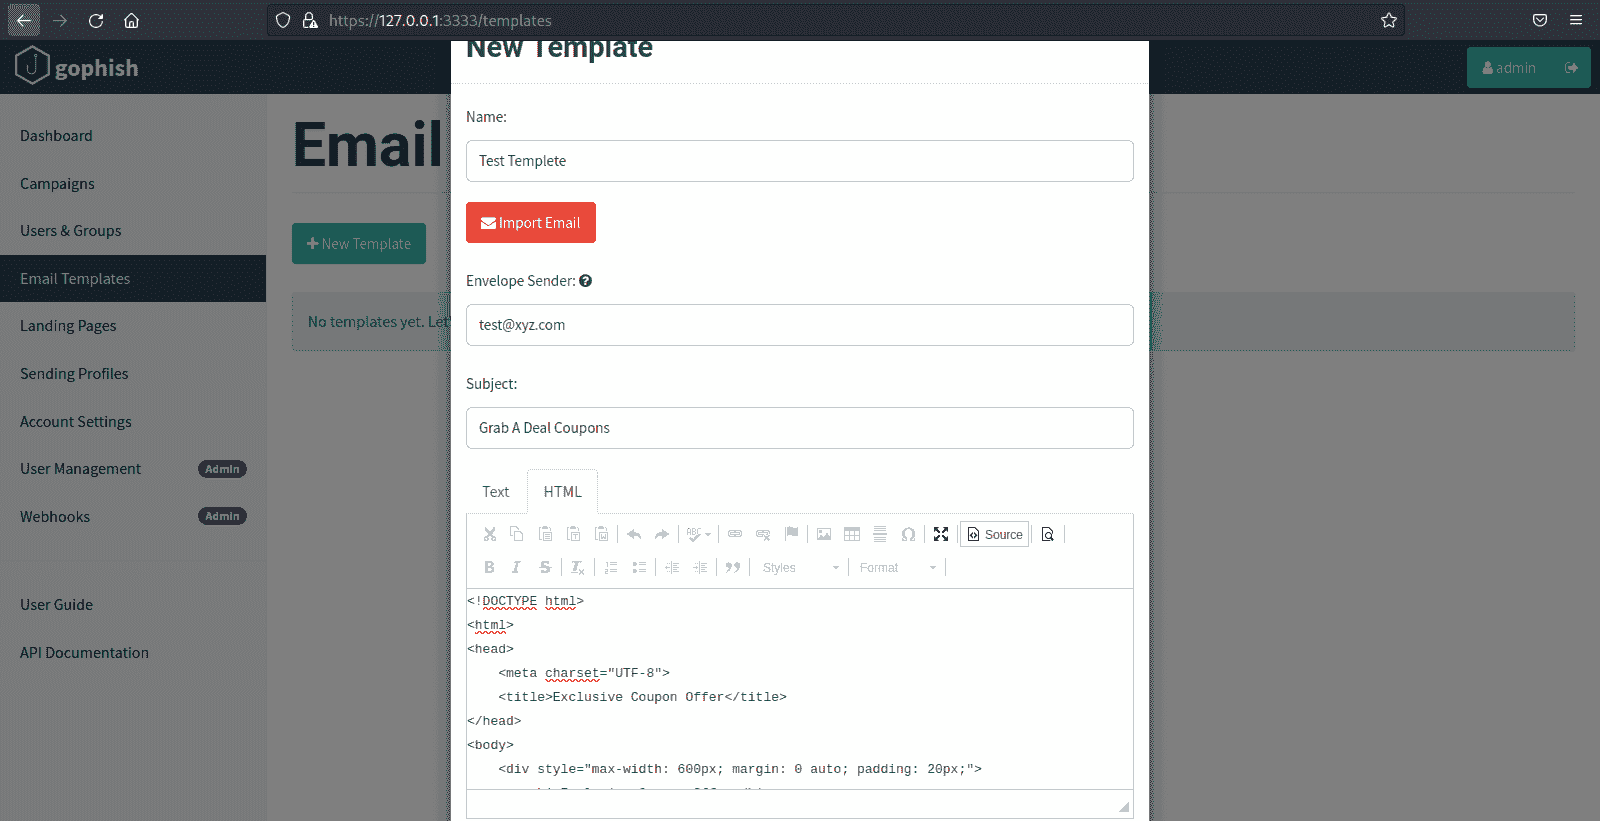 https://127.0.0.1:3333/templates
gophish
admin
Dashboard
Campaigns
Users & Groups
Email Templates
Landing Pages
Sending Profiles
Account Settings
User Management Admin
Webhooks Admin
User Guide
API Documentation
Email
New Template
No templates yet. Let
New Template
Name:
Test Templete
Import Email
Envelope Sender:
test@xyz.com
Subject:
Grab A Deal Coupons
Text HTML
ABC Source
B I S Tx Styles Format
<!DOCTYPE html>
<html>
<head>
<meta charset="UTF-8">
<title>Exclusive Coupon Offer</title>
</head>
<body>
<div style="max-width: 600px; margin: 0 auto; padding: 20px;">